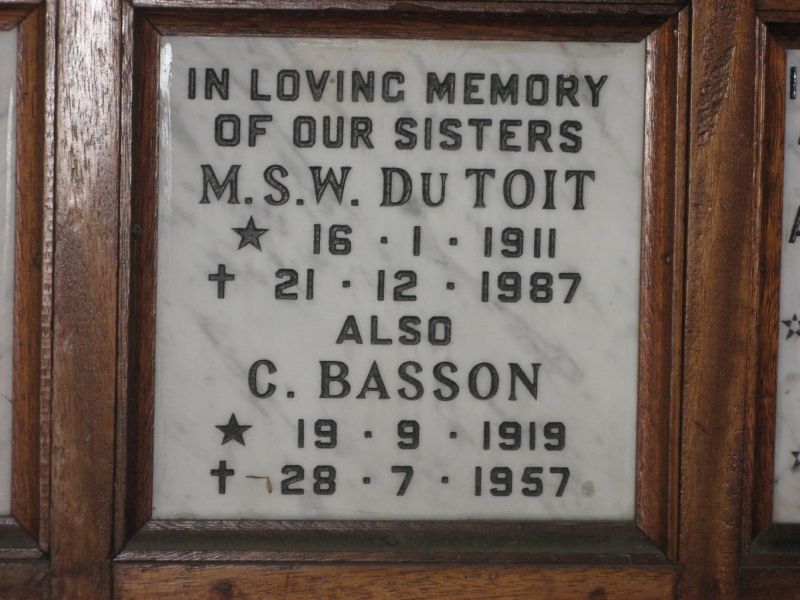 IN LOVING MEMORY
OF OUR SISTERS
M.S.W. DU TOIT
★ 16 · 1 · 1911
✝ 21 · 12 · 1987
ALSO
C. BASSON
★ 19 · 9 · 1919
✝ 28 · 7 · 1957